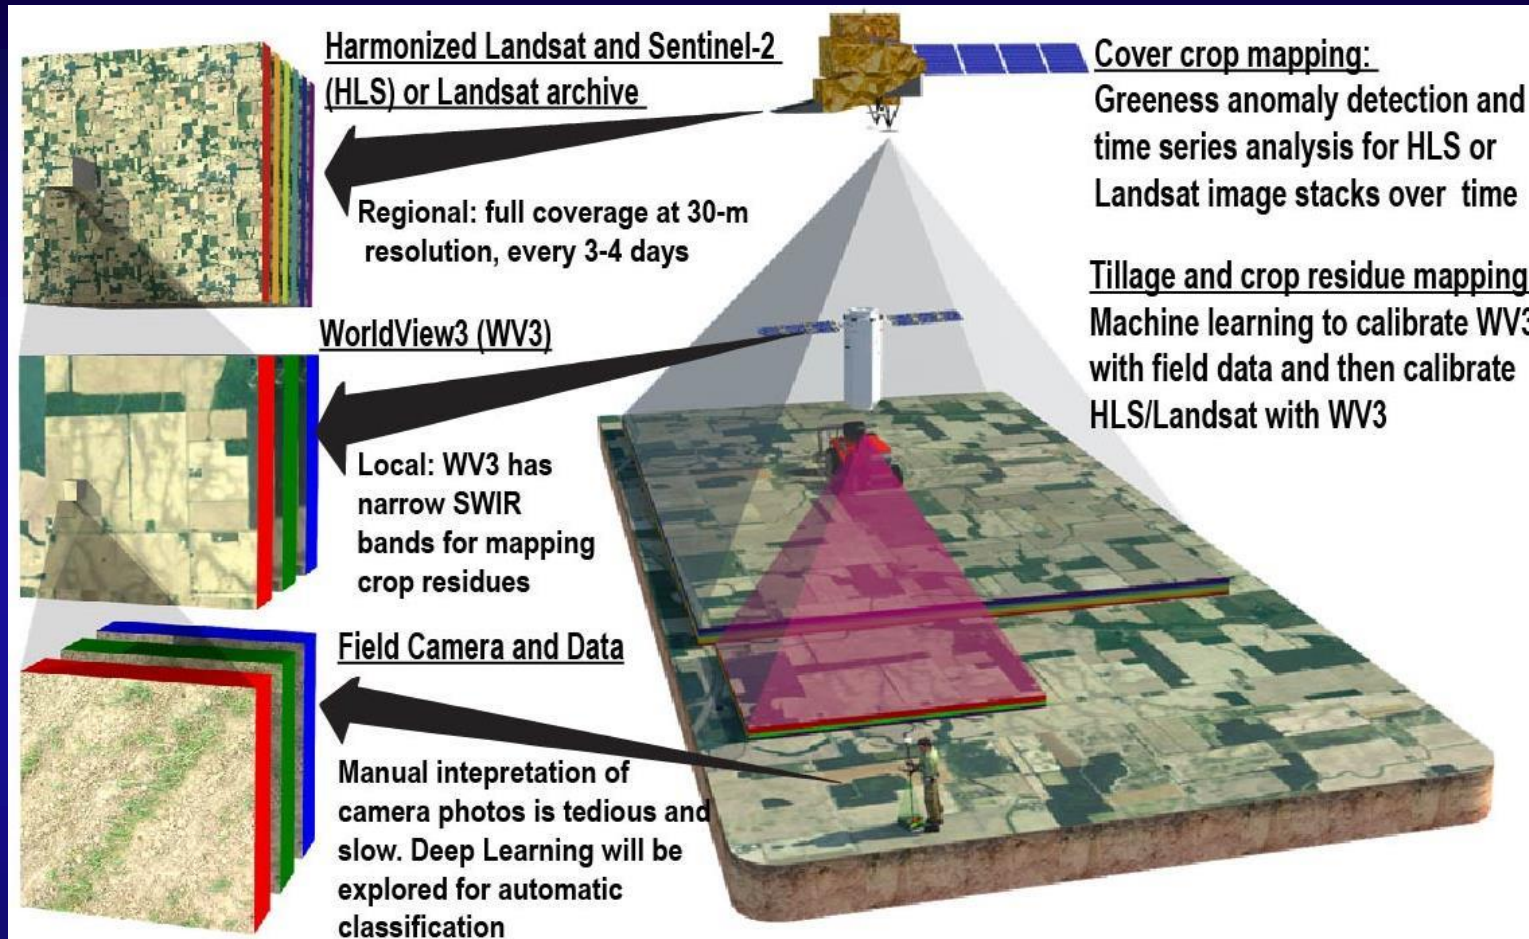 Harmonized Landsat and Sentinel-2
(HLS) or Landsat archive
Regional: full coverage at 30-m
resolution, every 3-4 days
WorldView3 (WV3)
Local: WV3 has
narrow SWIR
bands for mapping
crop residues
Field Camera and Data
Manual intepretation of
camera photos is tedious and
slow. Deep Learning will be
explored for automatic
classification
Cover crop mapping:
Greeness anomaly detection and
time series analysis for HLS or
Landsat image stacks over time
Tillage and crop residue mapping
Machine learning to calibrate WV3
with field data and then calibrate
HLS/Landsat with WV3